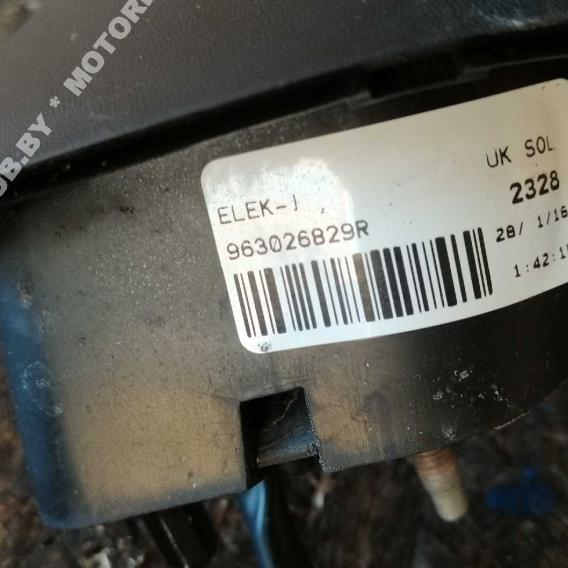 OB.BY * MOTOR
UK SOL
ELEK-1 ,
2328
963026829R
28/ 1/16
1:42:1